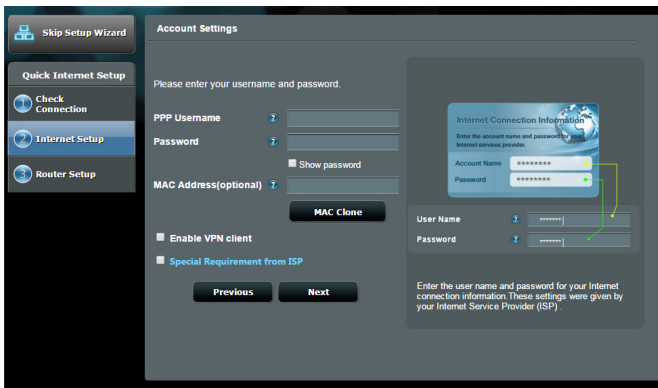 Skip Setup Wizard
Account Settings
Quick Internet Setup
1 Check
Connection
2 Internet Setup
3 Router Setup
Please enter your username and password.
PPP Username ?
Password ?
Show password
MAC Address(optional) ?
MAC Clone
Enable VPN client
Special Requirement from ISP
Previous Next
Internet Connection Information
Enter the account name and password for your
Internet services provider.
Account Name ********
Password ********
User Name ? *******|
Password ? *******|
Enter the user name and password for your Internet
connection information.These settings were given by
your Internet Service Provider (ISP) .